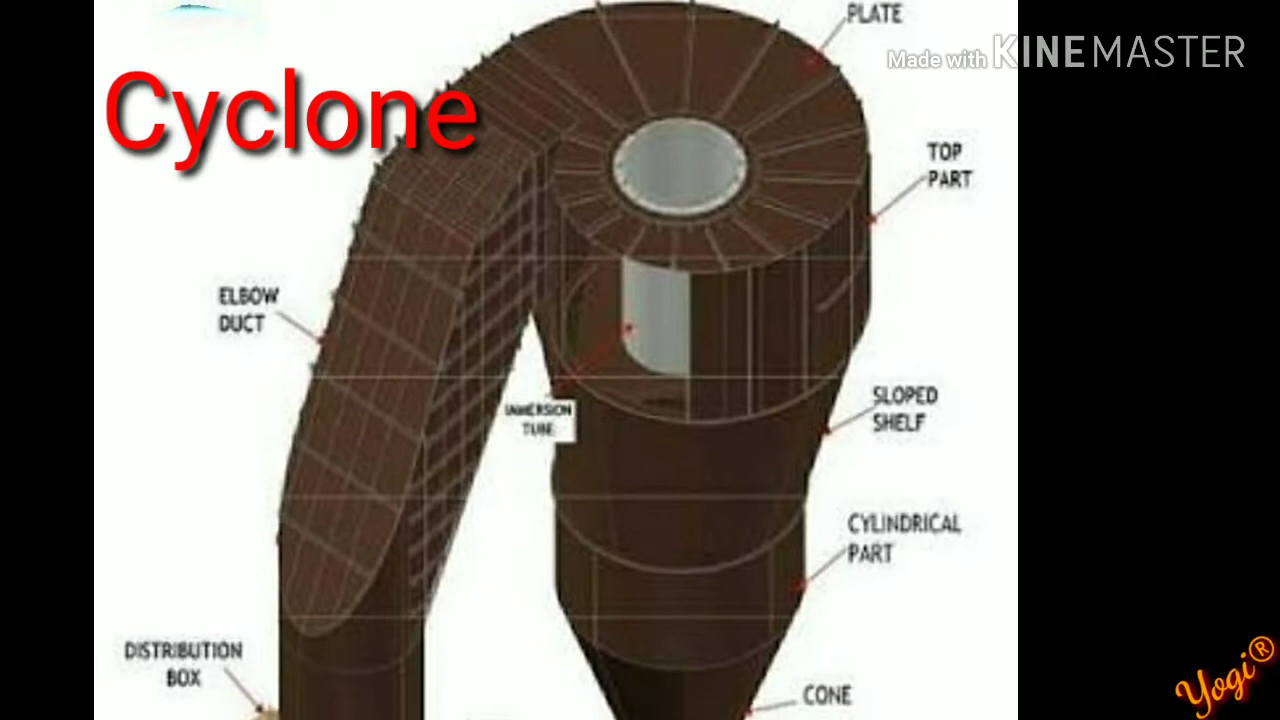 PLATE
Made with KINEMASTER
Cyclone
TOP
PART
ELBOW
DUCT
IMMERSION
TUBE
SLOPED
SHELF
CYLINDRICAL
PART
DISTRIBUTION
BOX
CONE
Yogi®